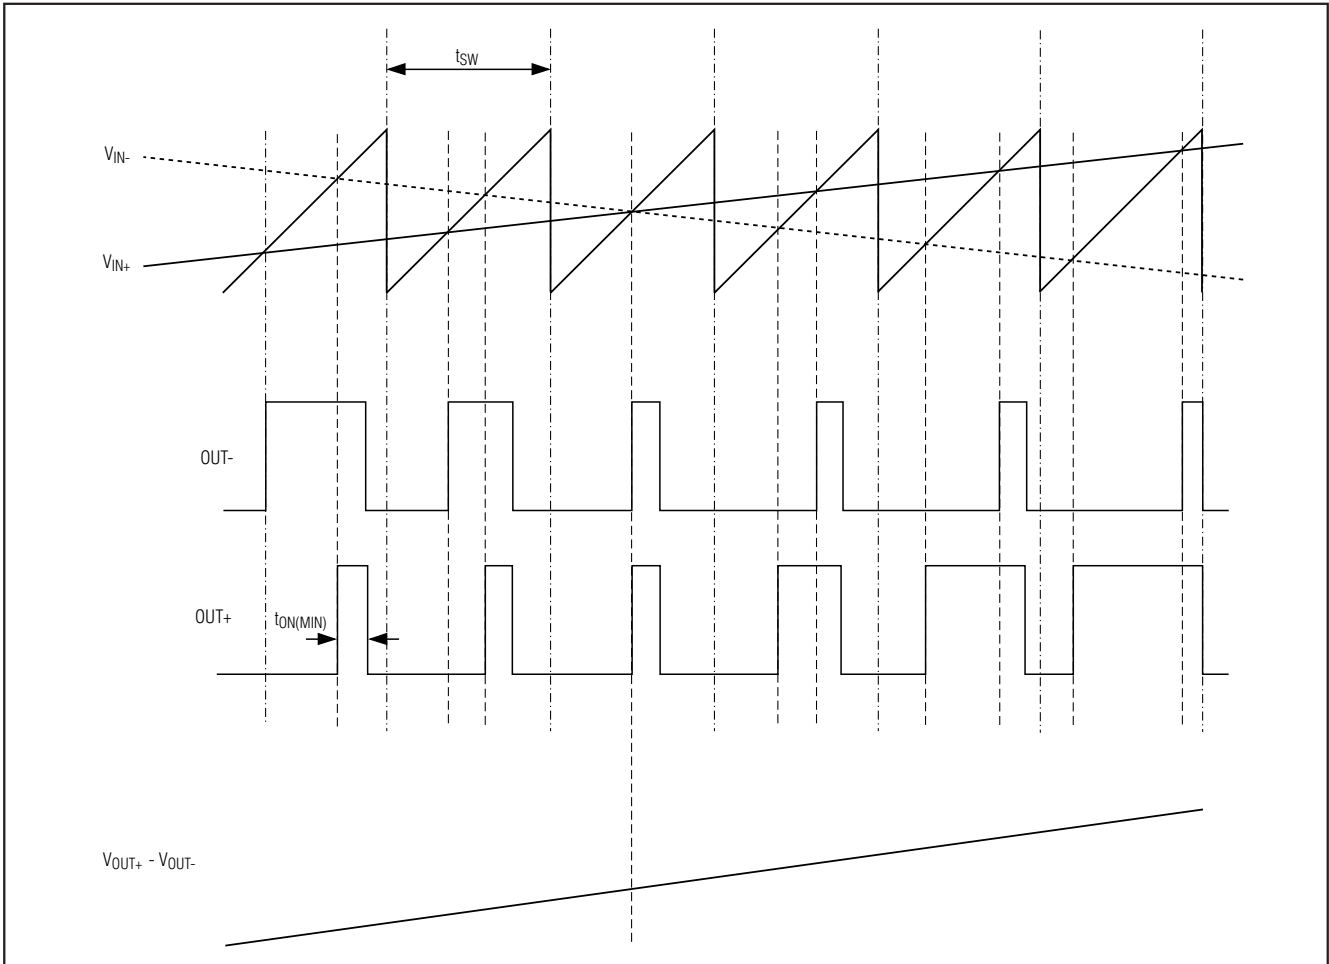 tSW
VIN-
VIN+
OUT-
OUT+
tON(MIN)
VOUT+ - VOUT-